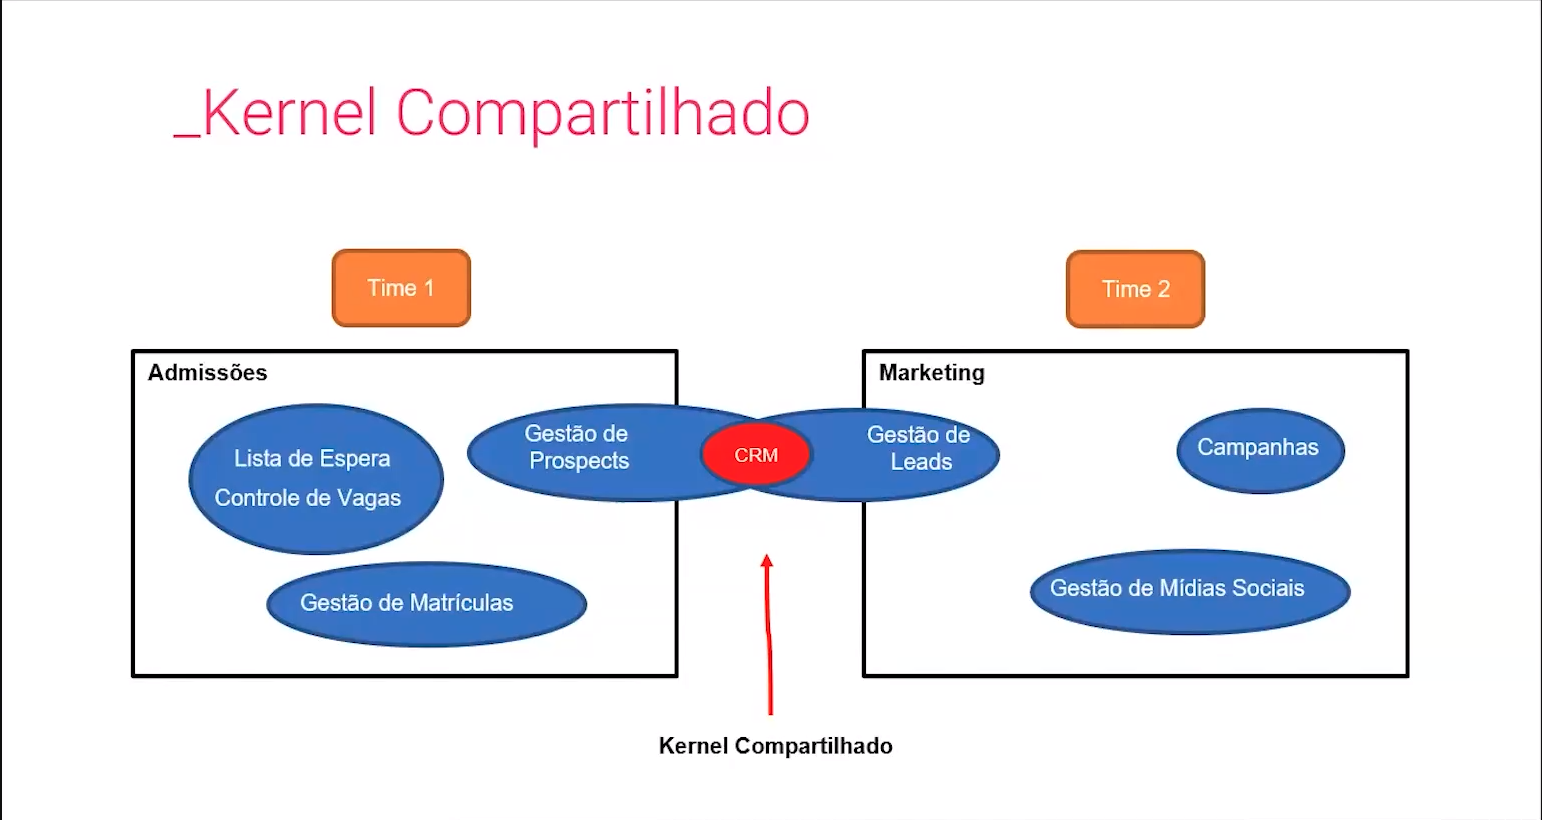 _Kernel Compartilhado
Time 1
Time 2
Admissões
Lista de Espera
Controle de Vagas
Gestão de
Prospects
Gestão de Matrículas
CRM
Marketing
Gestão de
Leads
Campanhas
Gestão de Mídias Sociais
Kernel Compartilhado